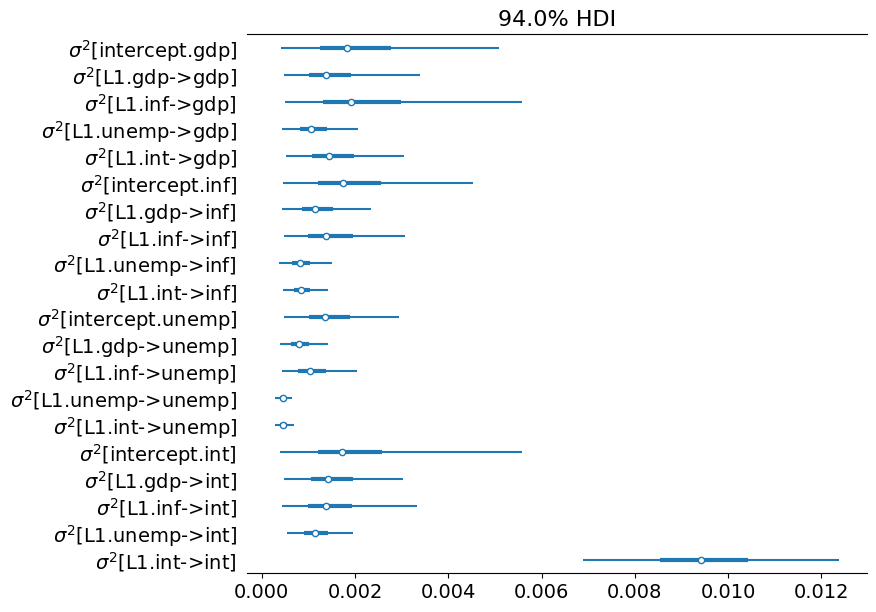 94.0% HDI
σ²[intercept.gdp]
σ²[L1.gdp->gdp]
σ²[L1.inf->gdp]
σ²[L1.unemp->gdp]
σ²[L1.int->gdp]
σ²[intercept.inf]
σ²[L1.gdp->inf]
σ²[L1.inf->inf]
σ²[L1.unemp->inf]
σ²[L1.int->inf]
σ²[intercept.unemp]
σ²[L1.gdp->unemp]
σ²[L1.inf->unemp]
σ²[L1.unemp->unemp]
σ²[L1.int->unemp]
σ²[intercept.int]
σ²[L1.gdp->int]
σ²[L1.inf->int]
σ²[L1.unemp->int]
σ²[L1.int->int]
0.000 0.002 0.004 0.006 0.008 0.010 0.012